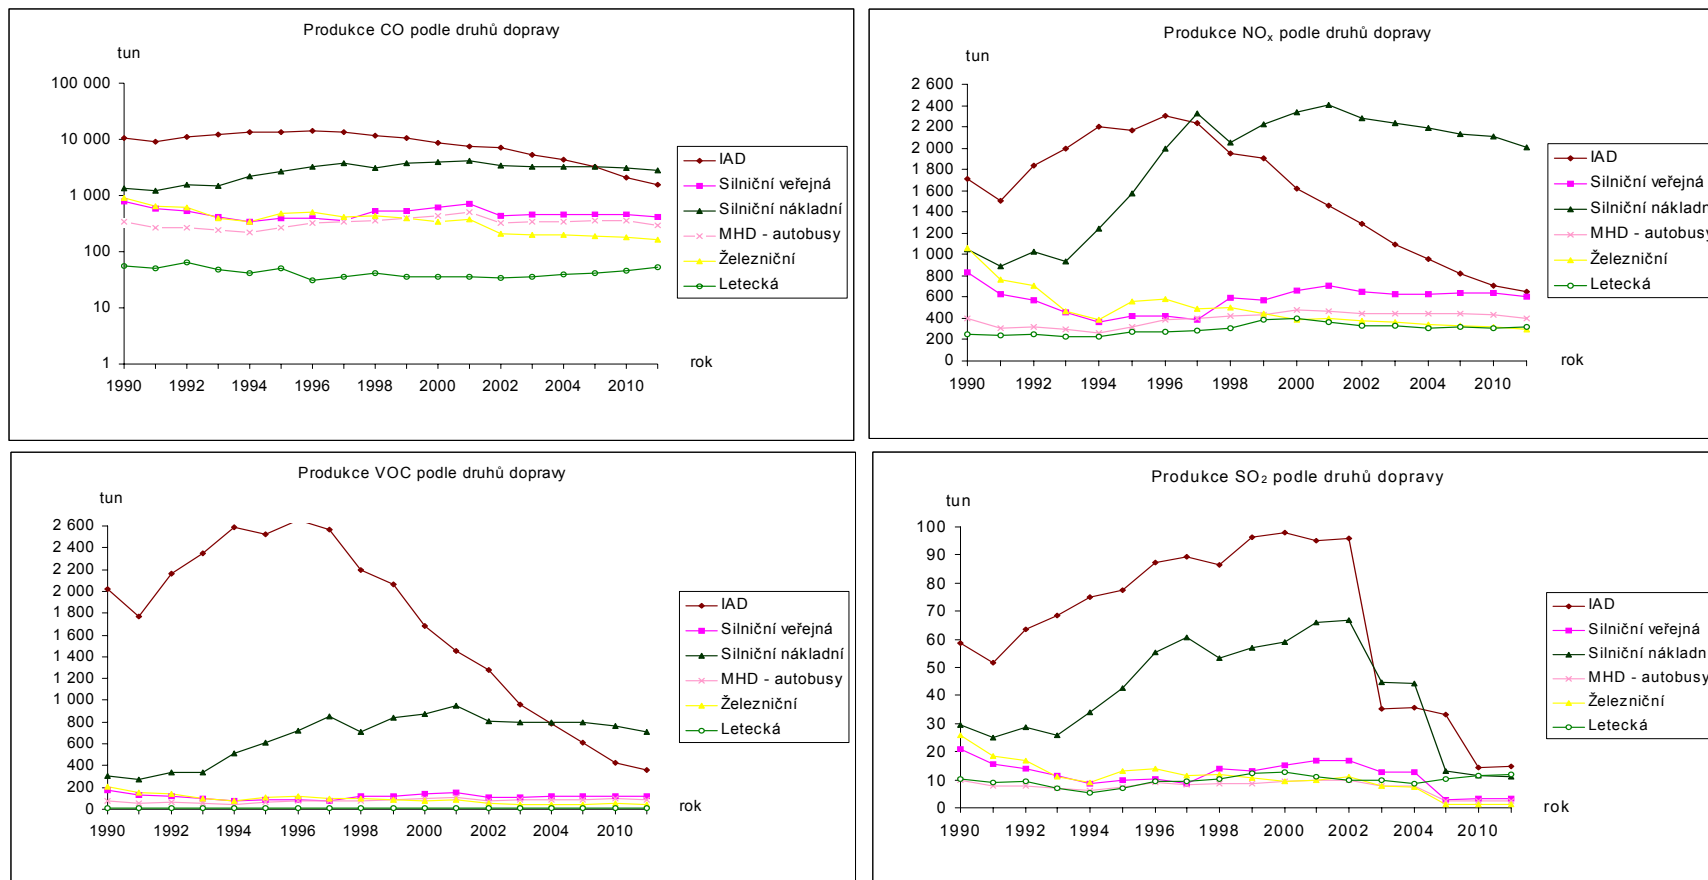 Produkce CO podle druhů dopravy
tun
100 000
10 000
1 000
100
10
1
1990 1992 1994 1996 1998 2000 2002 2004 2010
rok
IAD
Silniční veřejná
Silniční nákladní
MHD - autobusy
Železniční
Letecká
Produkce NOₓ podle druhů dopravy
tun
2 600
2 400
2 200
2 000
1 800
1 600
1 400
1 200
1 000
800
600
400
200
0
1990 1992 1994 1996 1998 2000 2002 2004 2010
rok
IAD
Silniční veřejná
Silniční nákladn
MHD - autobusy
Železniční
Letecká
Produkce VOC podle druhů dopravy
tun
2 600
2 400
2 200
2 000
1 800
1 600
1 400
1 200
1 000
800
600
400
200
0
1990 1992 1994 1996 1998 2000 2002 2004 2010
rok
IAD
Silniční veřejná
Silniční nákladní
MHD - autobusy
Železniční
Letecká
Produkce SO₂ podle druhů dopravy
tun
100
90
80
70
60
50
40
30
20
10
0
1990 1992 1994 1996 1998 2000 2002 2004 2010
rok
IAD
Silniční veřejná
Silniční nákladn
MHD - autobusy
Železniční
Letecká